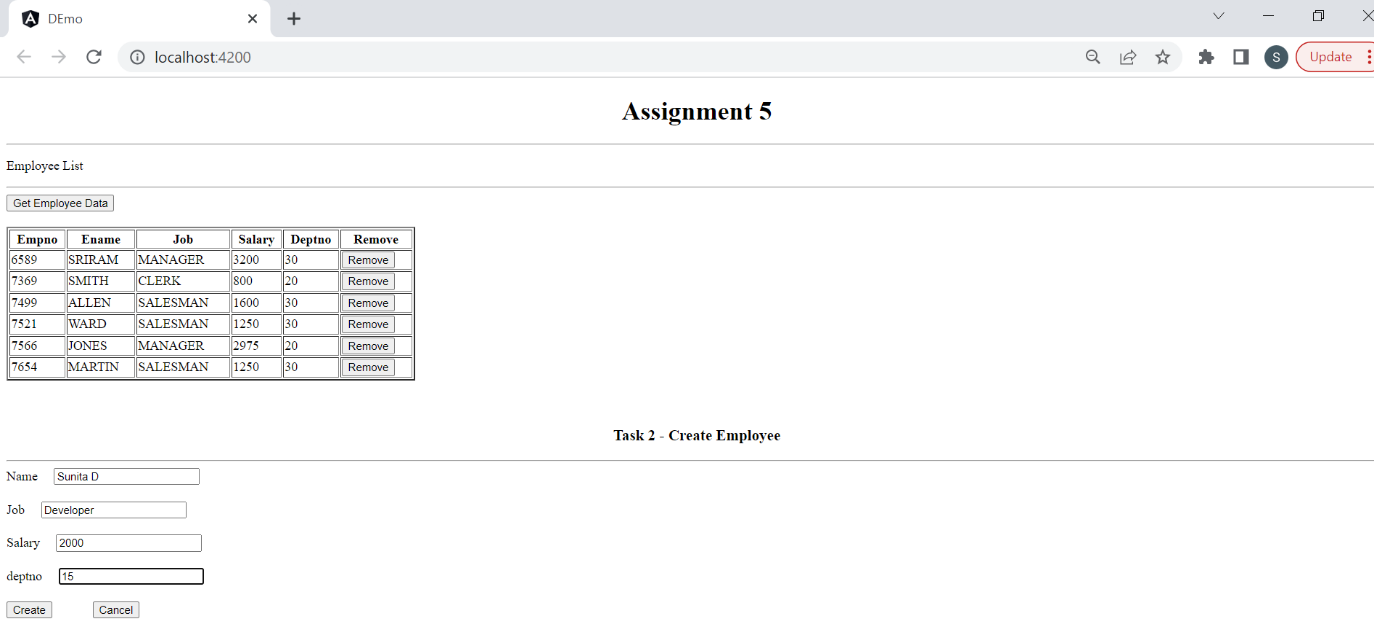 DEmo
localhost:4200
S
Update
Assignment 5
Employee List
Get Employee Data
Empno Ename Job Salary Deptno Remove
6589 SRIRAM MANAGER 3200 30 Remove
7369 SMITH CLERK 800 20 Remove
7499 ALLEN SALESMAN 1600 30 Remove
7521 WARD SALESMAN 1250 30 Remove
7566 JONES MANAGER 2975 20 Remove
7654 MARTIN SALESMAN 1250 30 Remove
Task 2 - Create Employee
Name Sunita D
Job Developer
Salary 2000
deptno 15
Create Cancel